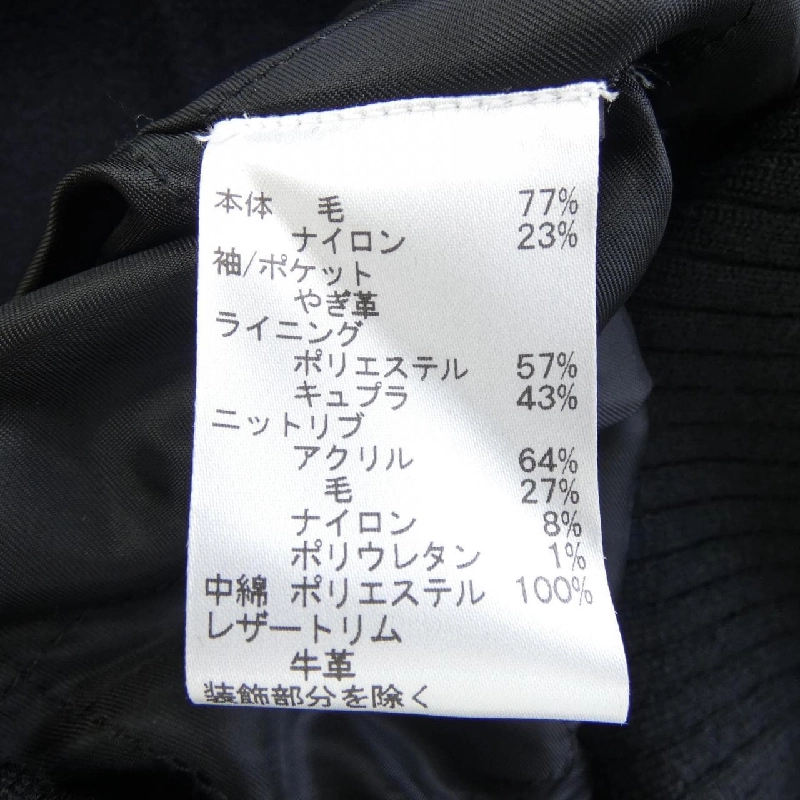 本体 毛 77%
ナイロン 23%
袖/ポケット
やぎ革
ライニング
ポリエステル 57%
キュプラ 43%
ニットリブ
アクリル 64%
毛 27%
ナイロン 8%
ポリウレタン 1%
中綿 ポリエステル 100%
レザートリム
牛革
装飾部分を除く